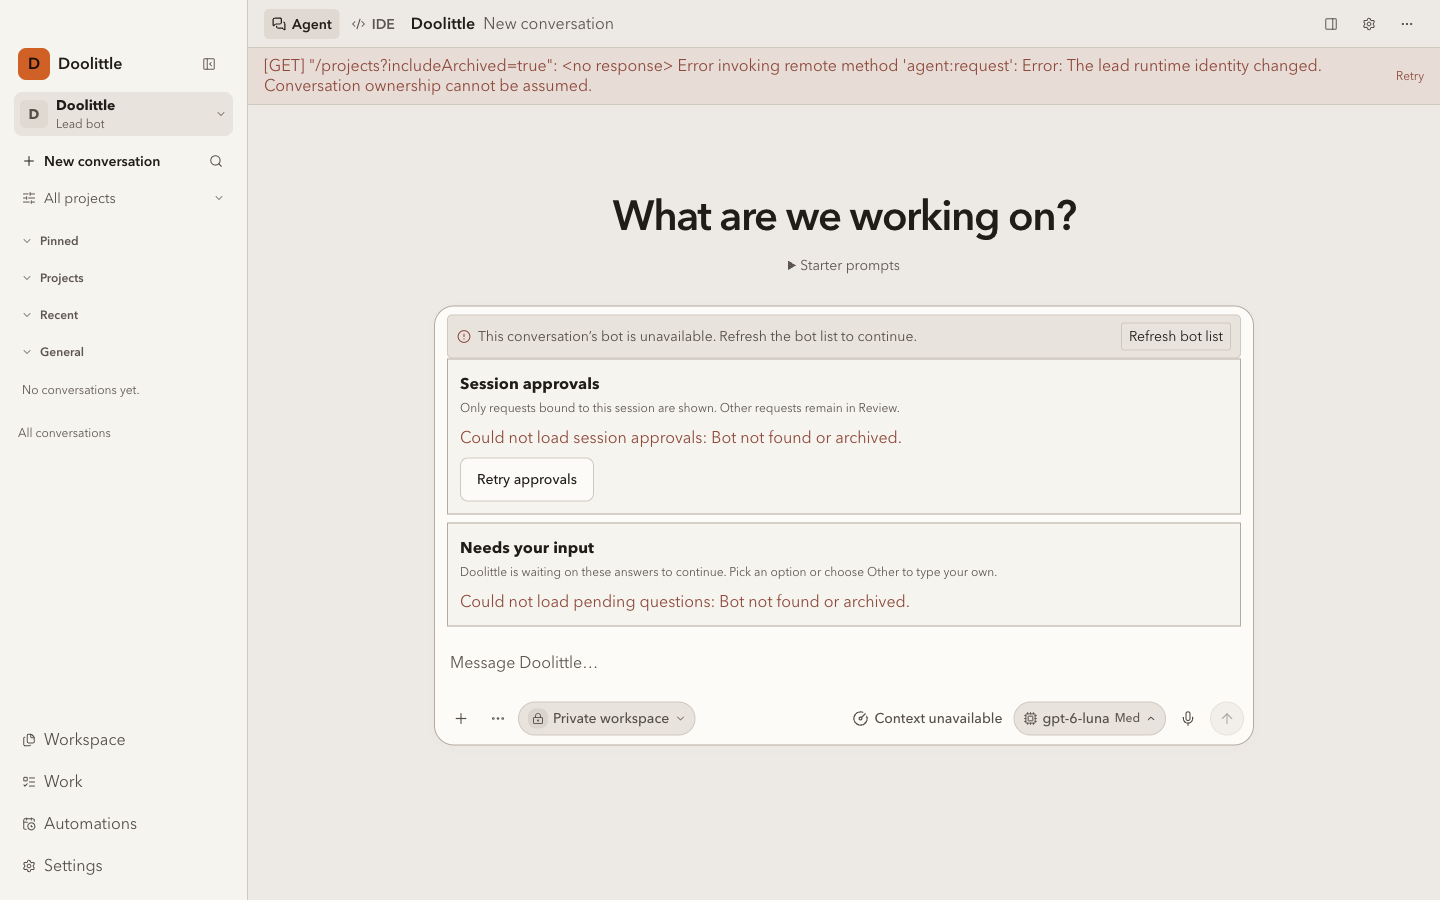 D Doolittle
D Doolittle
Lead bot
New conversation
All projects
Pinned
Projects
Recent
General
No conversations yet.
All conversations
Workspace
Work
Automations
Settings
Agent IDE Doolittle New conversation
[GET] "/projects?includeArchived=true": <no response> Error invoking remote method 'agent:request': Error: The lead runtime identity changed.
Conversation ownership cannot be assumed.
Retry
What are we working on?
Starter prompts
This conversation’s bot is unavailable. Refresh the bot list to continue.
Refresh bot list
Session approvals
Only requests bound to this session are shown. Other requests remain in Review.
Could not load session approvals: Bot not found or archived.
Retry approvals
Needs your input
Doolittle is waiting on these answers to continue. Pick an option or choose Other to type your own.
Could not load pending questions: Bot not found or archived.
Message Doolittle…
Private workspace Context unavailable gpt-6-luna Med